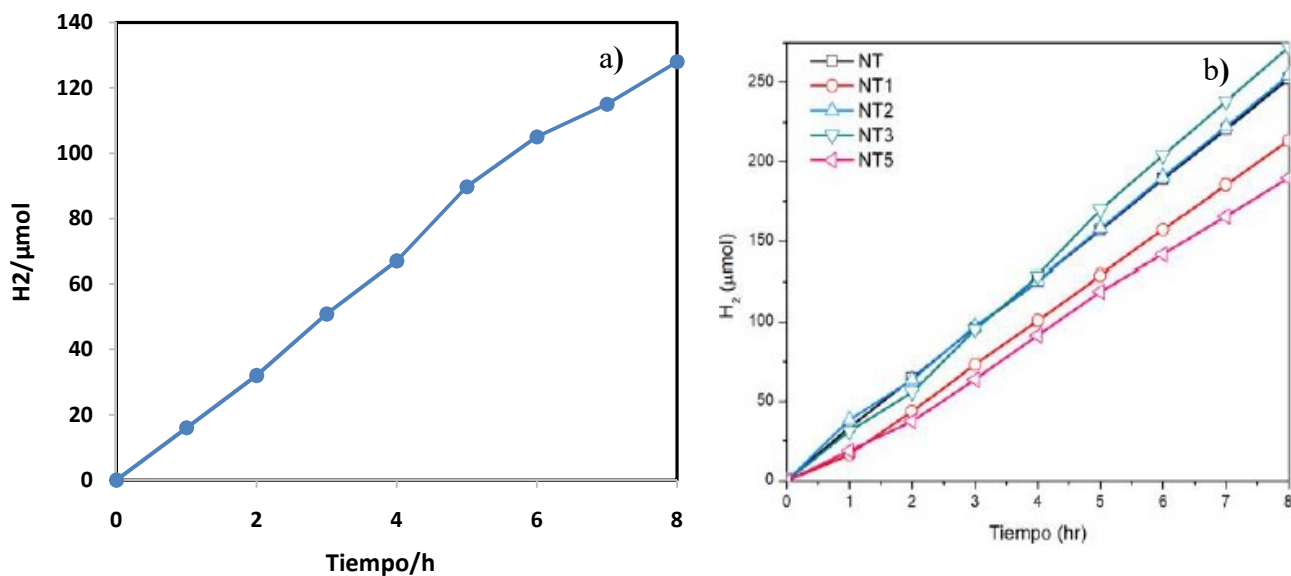 a)
H2/µmol
140
120
100
80
60
40
20
0
0 2 4 6 8
Tiempo/h
b)
NT
NT1
NT2
NT3
NT5
H2 (µmol)
250
200
150
100
50
0
0 1 2 3 4 5 6 7 8
Tiempo (hr)